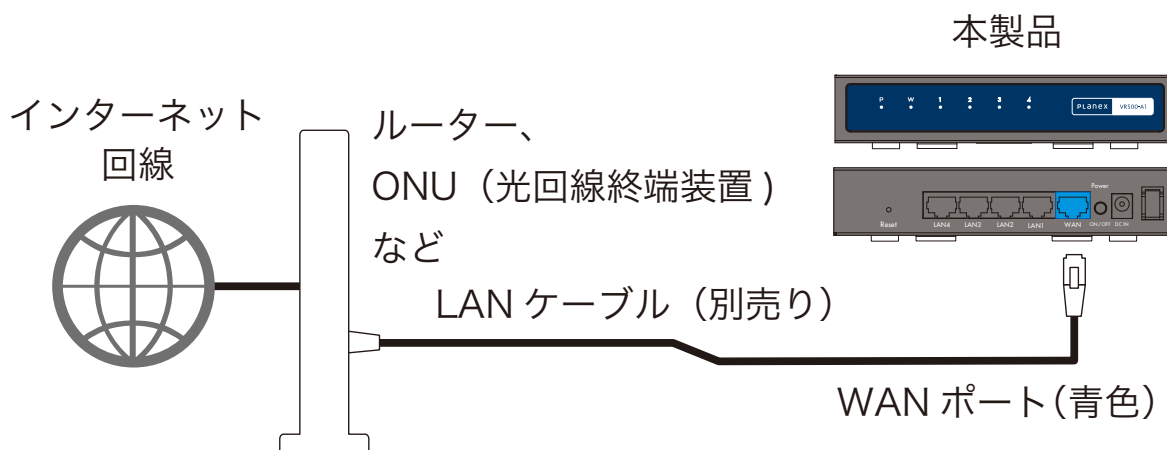 本製品
インターネット
回線
ルーター、
ONU（光回線終端装置)
など
P W 1 2 3 4
PLANEX VR500-A1
Power
Reset LAN4 LAN3 LAN2 LAN1 WAN ON/OFF DC IN
LAN ケーブル（別売り）
WAN ポート（青色）